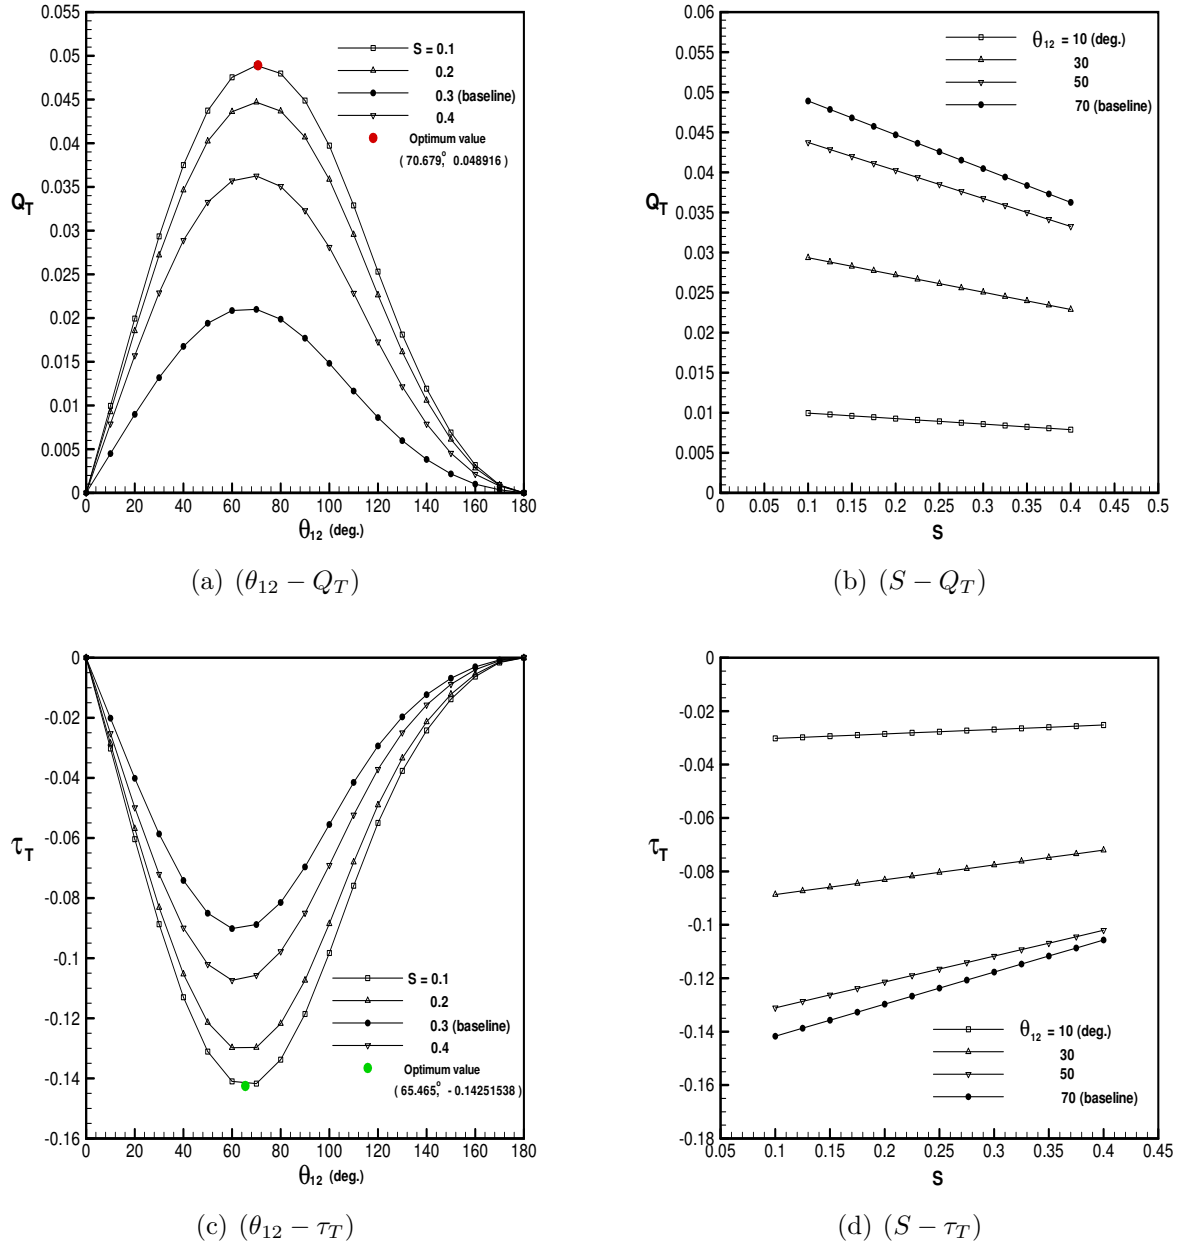 0.055
0.05
0.045
0.04
0.035
0.03
0.025
0.02
0.015
0.01
0.005
0
Q_T
S = 0.1
0.2
0.3 (baseline)
0.4
Optimum value
( 70.679,° 0.048916 )
0 20 40 60 80 100 120 140 160 180
θ_12 (deg.)
(a) (θ_12 − Q_T)
0.06
0.055
0.05
0.045
0.04
0.035
0.03
0.025
0.02
0.015
0.01
0.005
0
Q_T
θ_12 = 10 (deg.)
30
50
70 (baseline)
0 0.05 0.1 0.15 0.2 0.25 0.3 0.35 0.4 0.45 0.5
S
(b) (S − Q_T)
0
-0.02
-0.04
-0.06
-0.08
-0.1
-0.12
-0.14
-0.16
τ_T
S = 0.1
0.2
0.3 (baseline)
0.4
Optimum value
( 65.465,° - 0.14251538 )
0 20 40 60 80 100 120 140 160 180
θ_12 (deg.)
(c) (θ_12 − τ_T)
0
-0.02
-0.04
-0.06
-0.08
-0.1
-0.12
-0.14
-0.16
-0.18
τ_T
θ_12 = 10 (deg.)
30
50
70 (baseline)
0.05 0.1 0.15 0.2 0.25 0.3 0.35 0.4 0.45
S
(d) (S − τ_T)